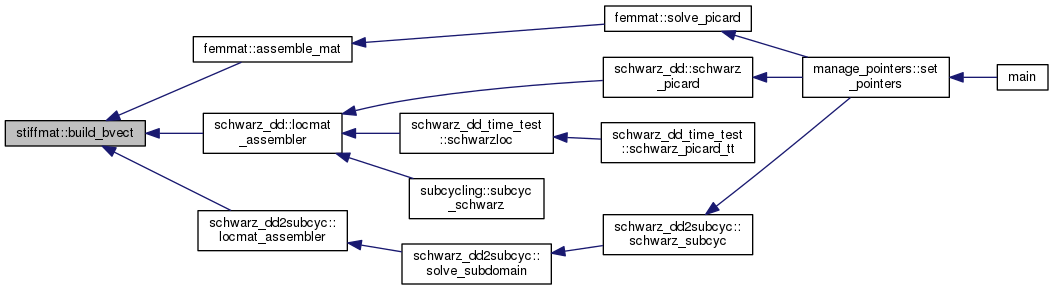 femmat::solve_picard
femmat::assemble_mat
schwarz_dd::schwarz
_picard
manage_pointers::set
_pointers
main
stiffmat::build_bvect
schwarz_dd::locmat
_assembler
schwarz_dd_time_test
::schwarzloc
schwarz_dd_time_test
::schwarz_picard_tt
subcycling::subcyc
_schwarz
schwarz_dd2subcyc::
locmat_assembler
schwarz_dd2subcyc::
schwarz_subcyc
schwarz_dd2subcyc::
solve_subdomain